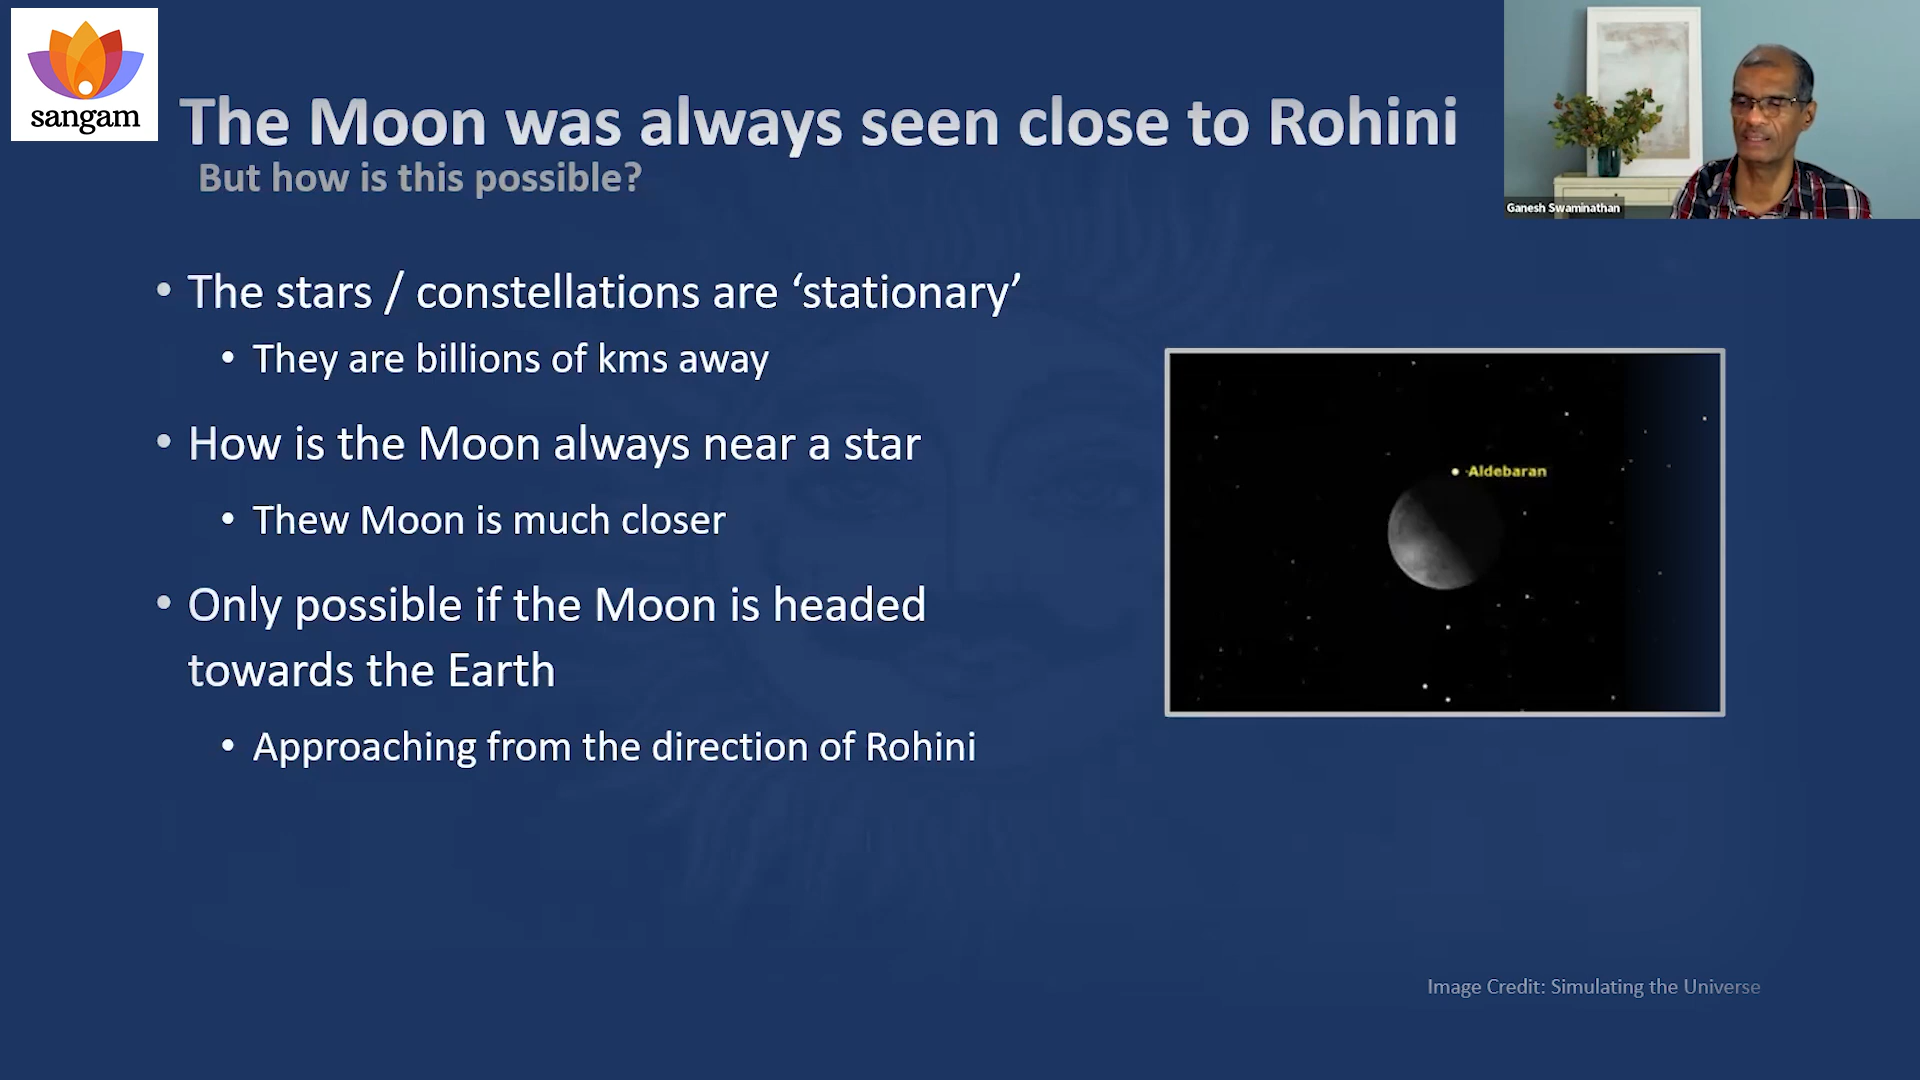 sangam
The Moon was always seen close to Rohini
But how is this possible?
Ganesh Swaminathan
• The stars / constellations are ‘stationary’
• They are billions of kms away
• How is the Moon always near a star
• Thew Moon is much closer
• Only possible if the Moon is headed
towards the Earth
• Approaching from the direction of Rohini
Aldebaran
Image Credit: Simulating the Universe